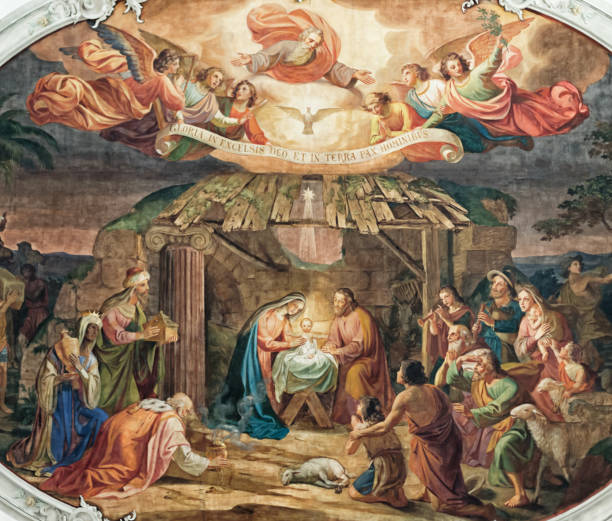 GLORIA IN EXCELSIS DEO ET IN TERRA PAX HOMINIBUS